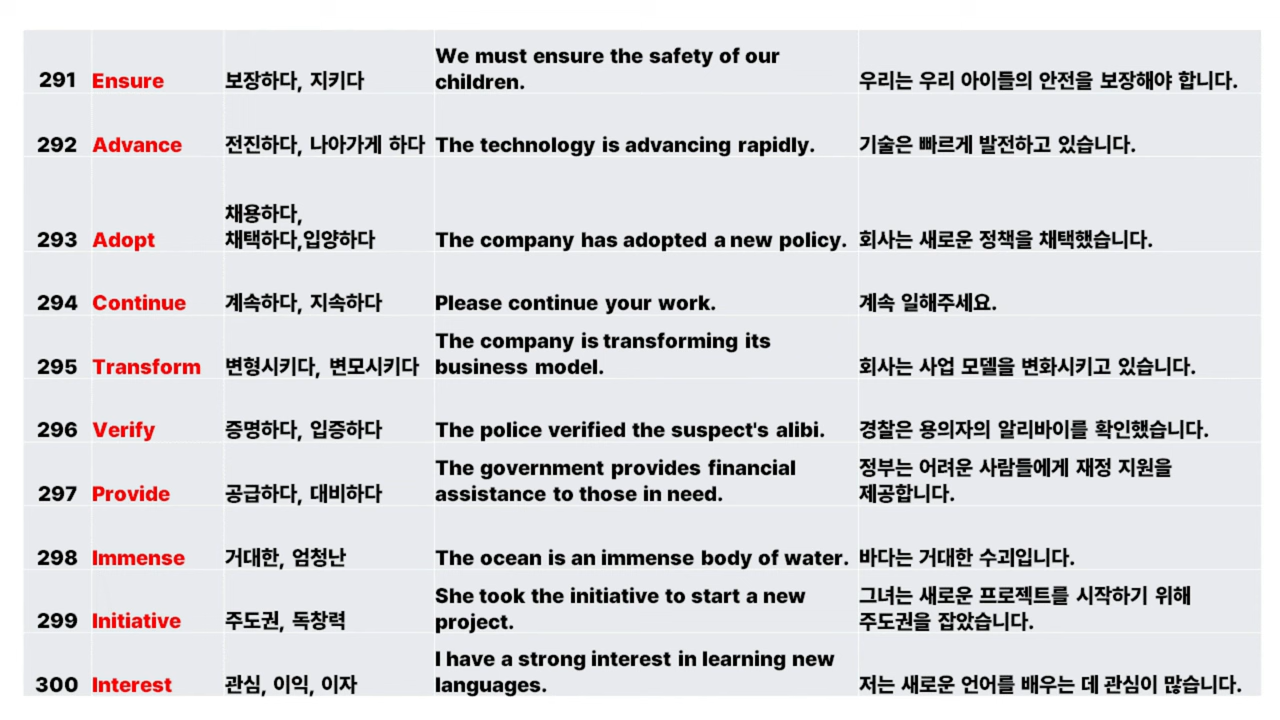 291 Ensure 보장하다, 지키다 We must ensure the safety of our
children. 우리는 우리 아이들의 안전을 보장해야 합니다.
292 Advance 전진하다, 나아가게 하다 The technology is advancing rapidly. 기술은 빠르게 발전하고 있습니다.
채용하다,
293 Adopt 채택하다,입양하다 The company has adopted a new policy. 회사는 새로운 정책을 채택했습니다.
294 Continue 계속하다, 지속하다 Please continue your work. 계속 일해주세요.
The company is transforming its
295 Transform 변형시키다, 변모시키다 business model. 회사는 사업 모델을 변화시키고 있습니다.
296 Verify 증명하다, 입증하다 The police verified the suspect's alibi. 경찰은 용의자의 알리바이를 확인했습니다.
The government provides financial 정부는 어려운 사람들에게 재정 지원을
297 Provide 공급하다, 대비하다 assistance to those in need. 제공합니다.
298 Immense 거대한, 엄청난 The ocean is an immense body of water. 바다는 거대한 수괴입니다.
She took the initiative to start a new 그녀는 새로운 프로젝트를 시작하기 위해
299 Initiative 주도권, 독창력 project. 주도권을 잡았습니다.
I have a strong interest in learning new
300 Interest 관심, 이익, 이자 languages. 저는 새로운 언어를 배우는 데 관심이 많습니다.